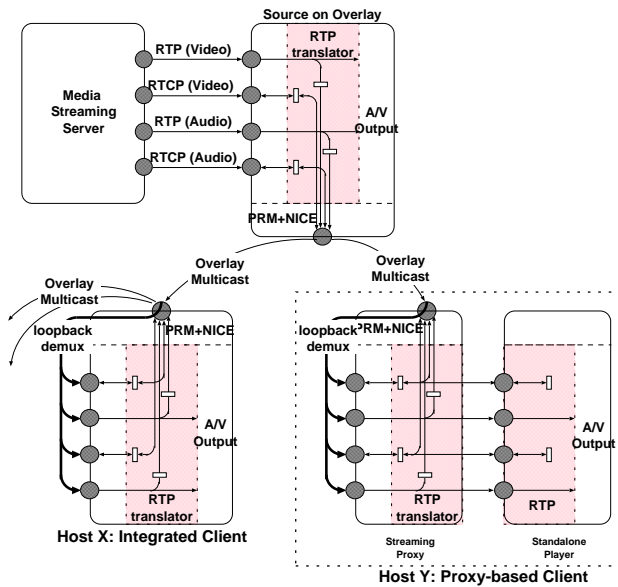 Source on Overlay
RTP (Video)
RTP
translator
RTCP (Video)
Media
Streaming
Server
RTP (Audio)
A/V
Output
RTCP (Audio)
PRM+NICE
Overlay
Multicast
Overlay
Multicast
Overlay
Multicast
PRM+NICE
loopback
demux
A/V
Output
RTP
translator
Host X: Integrated Client
PRM+NICE
loopback
demux
A/V
Output
RTP
translator
RTP
Streaming
Proxy
Standalone
Player
Host Y: Proxy-based Client